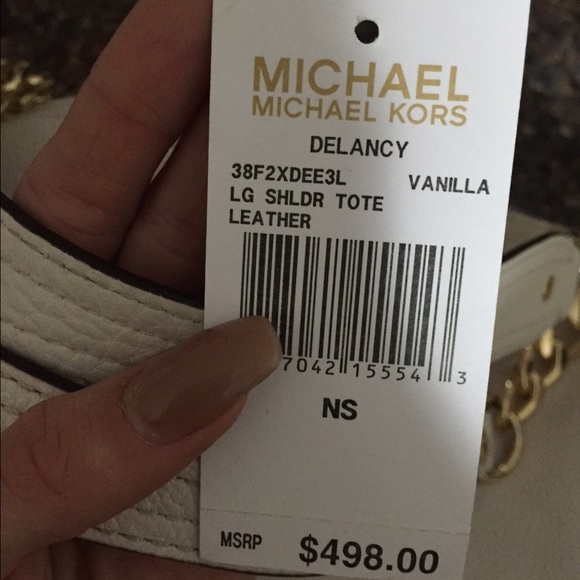 MICHAEL
MICHAEL KORS
DELANCY
38F2XDEE3L VANILLA
LG SHLDR TOTE
LEATHER
7042 15554 3
NS
MSRP $498.00